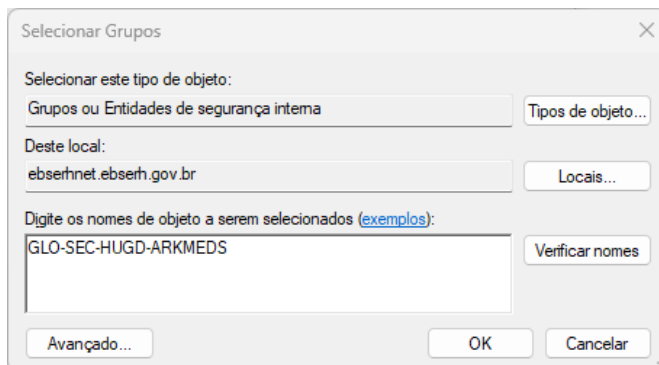 Selecionar Grupos
Selecionar este tipo de objeto:
Grupos ou Entidades de segurança interna
Tipos de objeto...
Deste local:
ebserhnet.ebserh.gov.br
Locais...
Digite os nomes de objeto a serem selecionados (exemplos):
GLO-SEC-HUGD-ARKMEDS
Verificar nomes
Avançado...
OK
Cancelar